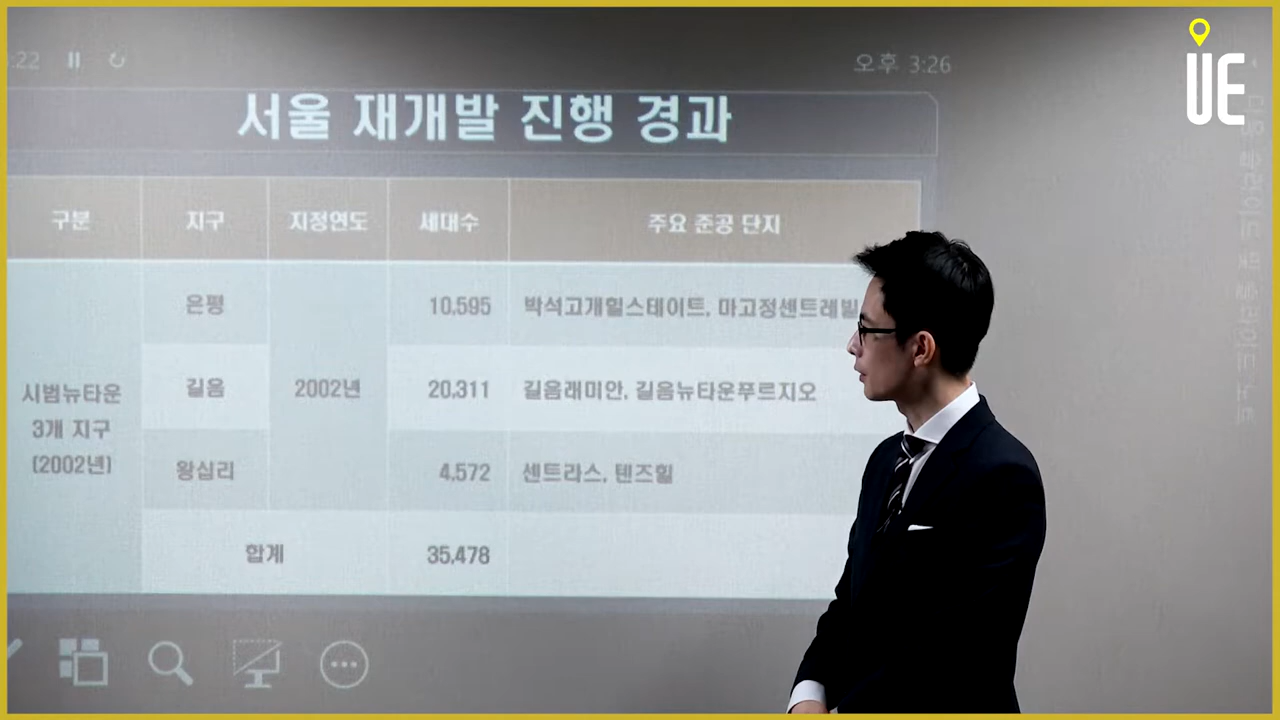 :22
오후 3:26
UE
서울 재개발 진행 경과
구분 지구 지정연도 세대수 주요 준공 단지
은평 10,595 박석고개힐스테이트, 마고정센트레빌
시범뉴타운
3개 지구
(2002년)
길음 2002년 20,311 길음래미안, 길음뉴타운푸르지오
왕십리 4,572 센트라스, 텐즈힐
합계 35,478